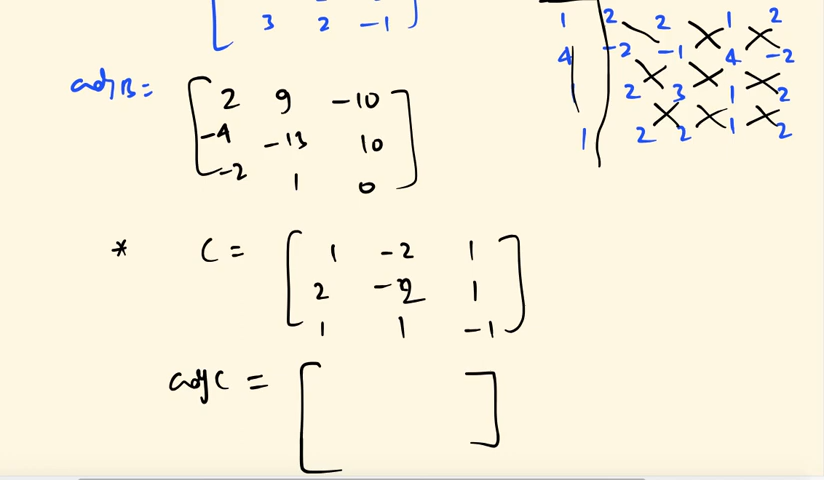 3 2 -1
adj B =
2 9 -10
-4 -13 10
-2 1 0
* C =
1 -2 1
2 -2 1
1 1 -1
adj C =
1 2 2 1 2
4 -2 -1 4 -2
1 2 3 1 2
1 2 2 1 2